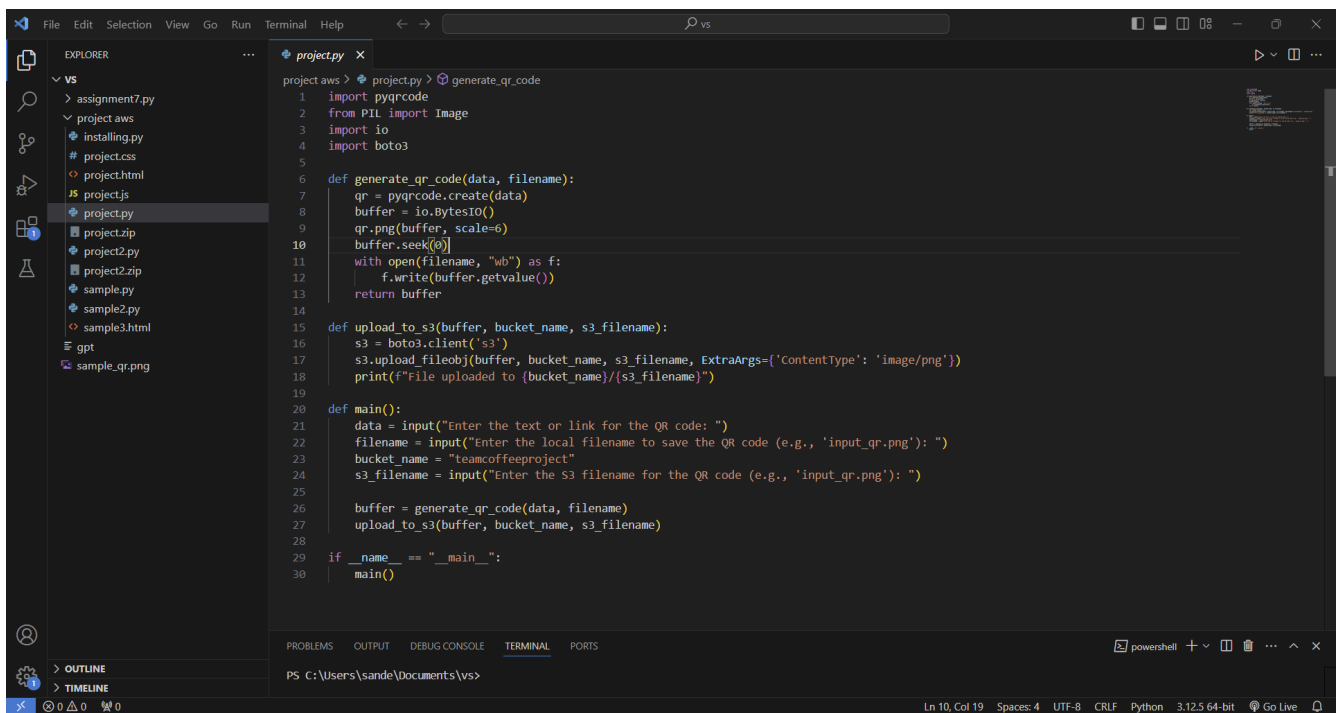 File Edit Selection View Go Run Terminal Help
vs
EXPLORER
VS
assignment7.py
project aws
installing.py
project.css
project.html
JS project.js
project.py
project.zip
project2.py
project2.zip
sample.py
sample2.py
sample3.html
gpt
sample_qr.png
OUTLINE
TIMELINE
project.py
project aws > project.py > generate_qr_code
1 import pyqrcode
2 from PIL import Image
3 import io
4 import boto3
5
6 def generate_qr_code(data, filename):
7 qr = pyqrcode.create(data)
8 buffer = io.BytesIO()
9 qr.png(buffer, scale=6)
10 buffer.seek(0)
11 with open(filename, "wb") as f:
12 f.write(buffer.getvalue())
13 return buffer
14
15 def upload_to_s3(buffer, bucket_name, s3_filename):
16 s3 = boto3.client('s3')
17 s3.upload_fileobj(buffer, bucket_name, s3_filename, ExtraArgs={'ContentType': 'image/png'})
18 print(f"File uploaded to {bucket_name}/{s3_filename}")
19
20 def main():
21 data = input("Enter the text or link for the QR code: ")
22 filename = input("Enter the local filename to save the QR code (e.g., 'input_qr.png'): ")
23 bucket_name = "teamcoffeeproject"
24 s3_filename = input("Enter the S3 filename for the QR code (e.g., 'input_qr.png'): ")
25
26 buffer = generate_qr_code(data, filename)
27 upload_to_s3(buffer, bucket_name, s3_filename)
28
29 if __name__ == "__main__":
30 main()
PROBLEMS OUTPUT DEBUG CONSOLE TERMINAL PORTS
powershell
PS C:\Users\sande\Documents\vs>
1
1
0 0 0
Ln 10, Col 19 Spaces: 4 UTF-8 CRLF Python 3.12.5 64-bit Go Live